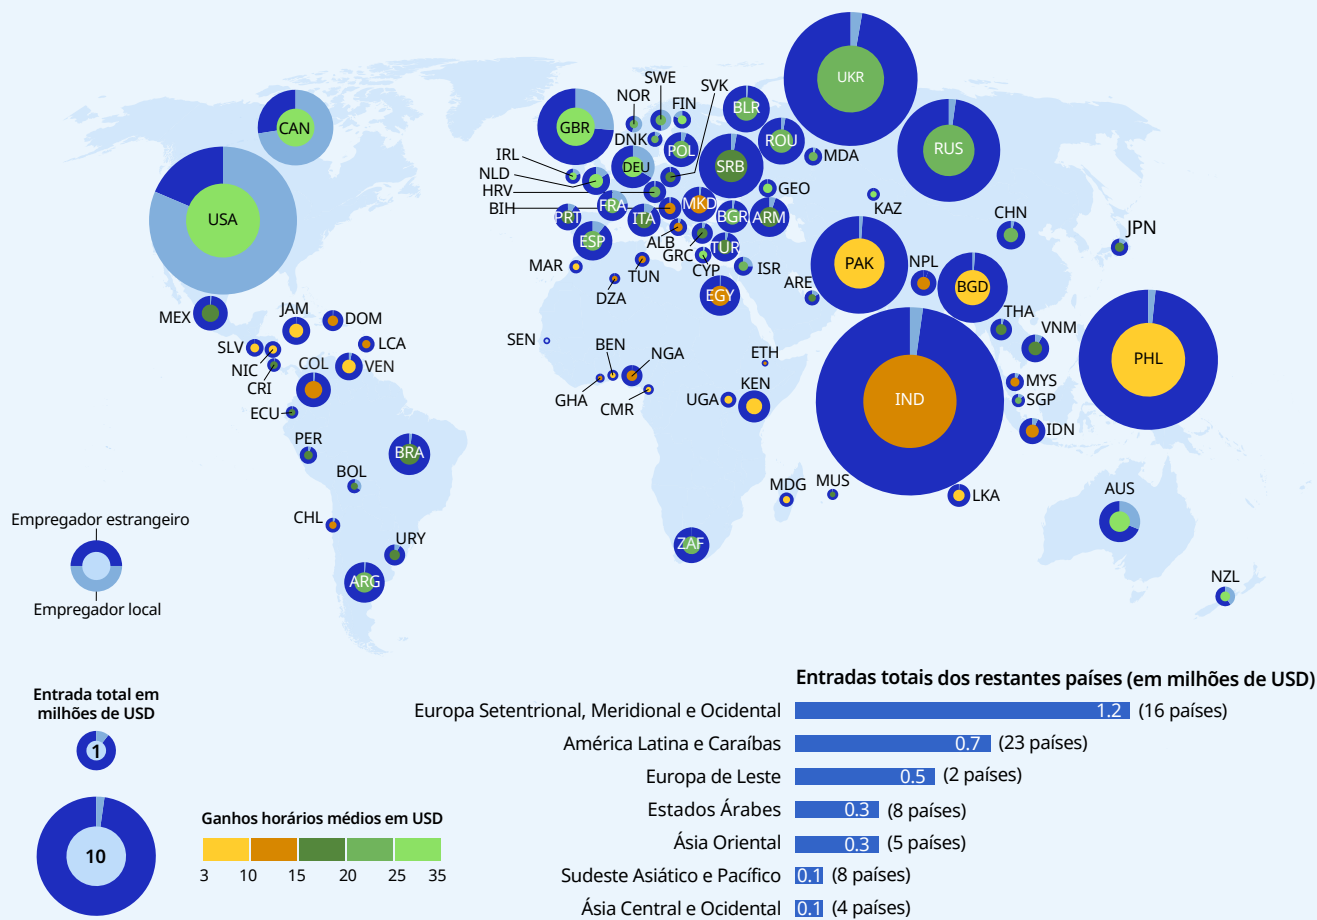 UKR
SWE
SVK
NOR
FIN
BLR
CAN
GBR
DNK
ROU
RUS
POL
MDA
IRL
DEU
SRB
NLD
HRV
GEO
BIH
FRA
MKD
KAZ
USA
PRT
ITA
BGR
ARM
CHN
JPN
ESP
ALB
GRC
TUR
MAR
TUN
CYP
ISR
PAK
NPL
DZA
ARE
BGD
EGY
MEX
JAM
DOM
THA
VNM
SLV
LCA
SEN
BEN
NGA
ETH
PHL
NIC
COL
VEN
CRI
GHA
CMR
UGA
KEN
IND
MYS
SGP
ECU
IDN
PER
BRA
BOL
MDG
MUS
LKA
AUS
CHL
URY
ZAF
ARG
NZL
Empregador estrangeiro
Empregador local
Entrada total em
milhões de USD
1
10
Ganhos horários médios em USD
3 10 15 20 25 35
Entradas totais dos restantes países (em milhões de USD)
Europa Setentrional, Meridional e Ocidental 1.2 (16 países)
América Latina e Caraíbas 0.7 (23 países)
Europa de Leste 0.5 (2 países)
Estados Árabes 0.3 (8 países)
Ásia Oriental 0.3 (5 países)
Sudeste Asiático e Pacífico 0.1 (8 países)
Ásia Central e Ocidental 0.1 (4 países)